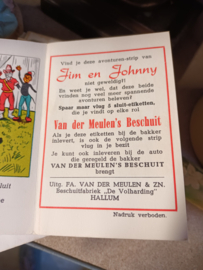 Vind je deze avonturen-strip van
Jim en Johnny
niet geweldig!!
En weet je wel, dat deze beide
vrinden nog veel meer spannende
avonturen beleven?
Spaar maar vlug 5 sluit-etiketten,
die je vindt op elke rol
Van der Meulen's Beschuit
Als je deze etiketten bij de bakker
inlevert, is ook de volgende strip
vlug in je bezit
Je kunt ook inleveren bij de auto
die geregeld de bakker
VAN DER MEULEN'S BESCHUIT
brengt
Uitg. FA. VAN DER MEULEN & ZN.
Beschuitfabriek „De Volharding"
HALLUM
Nadruk verboden.